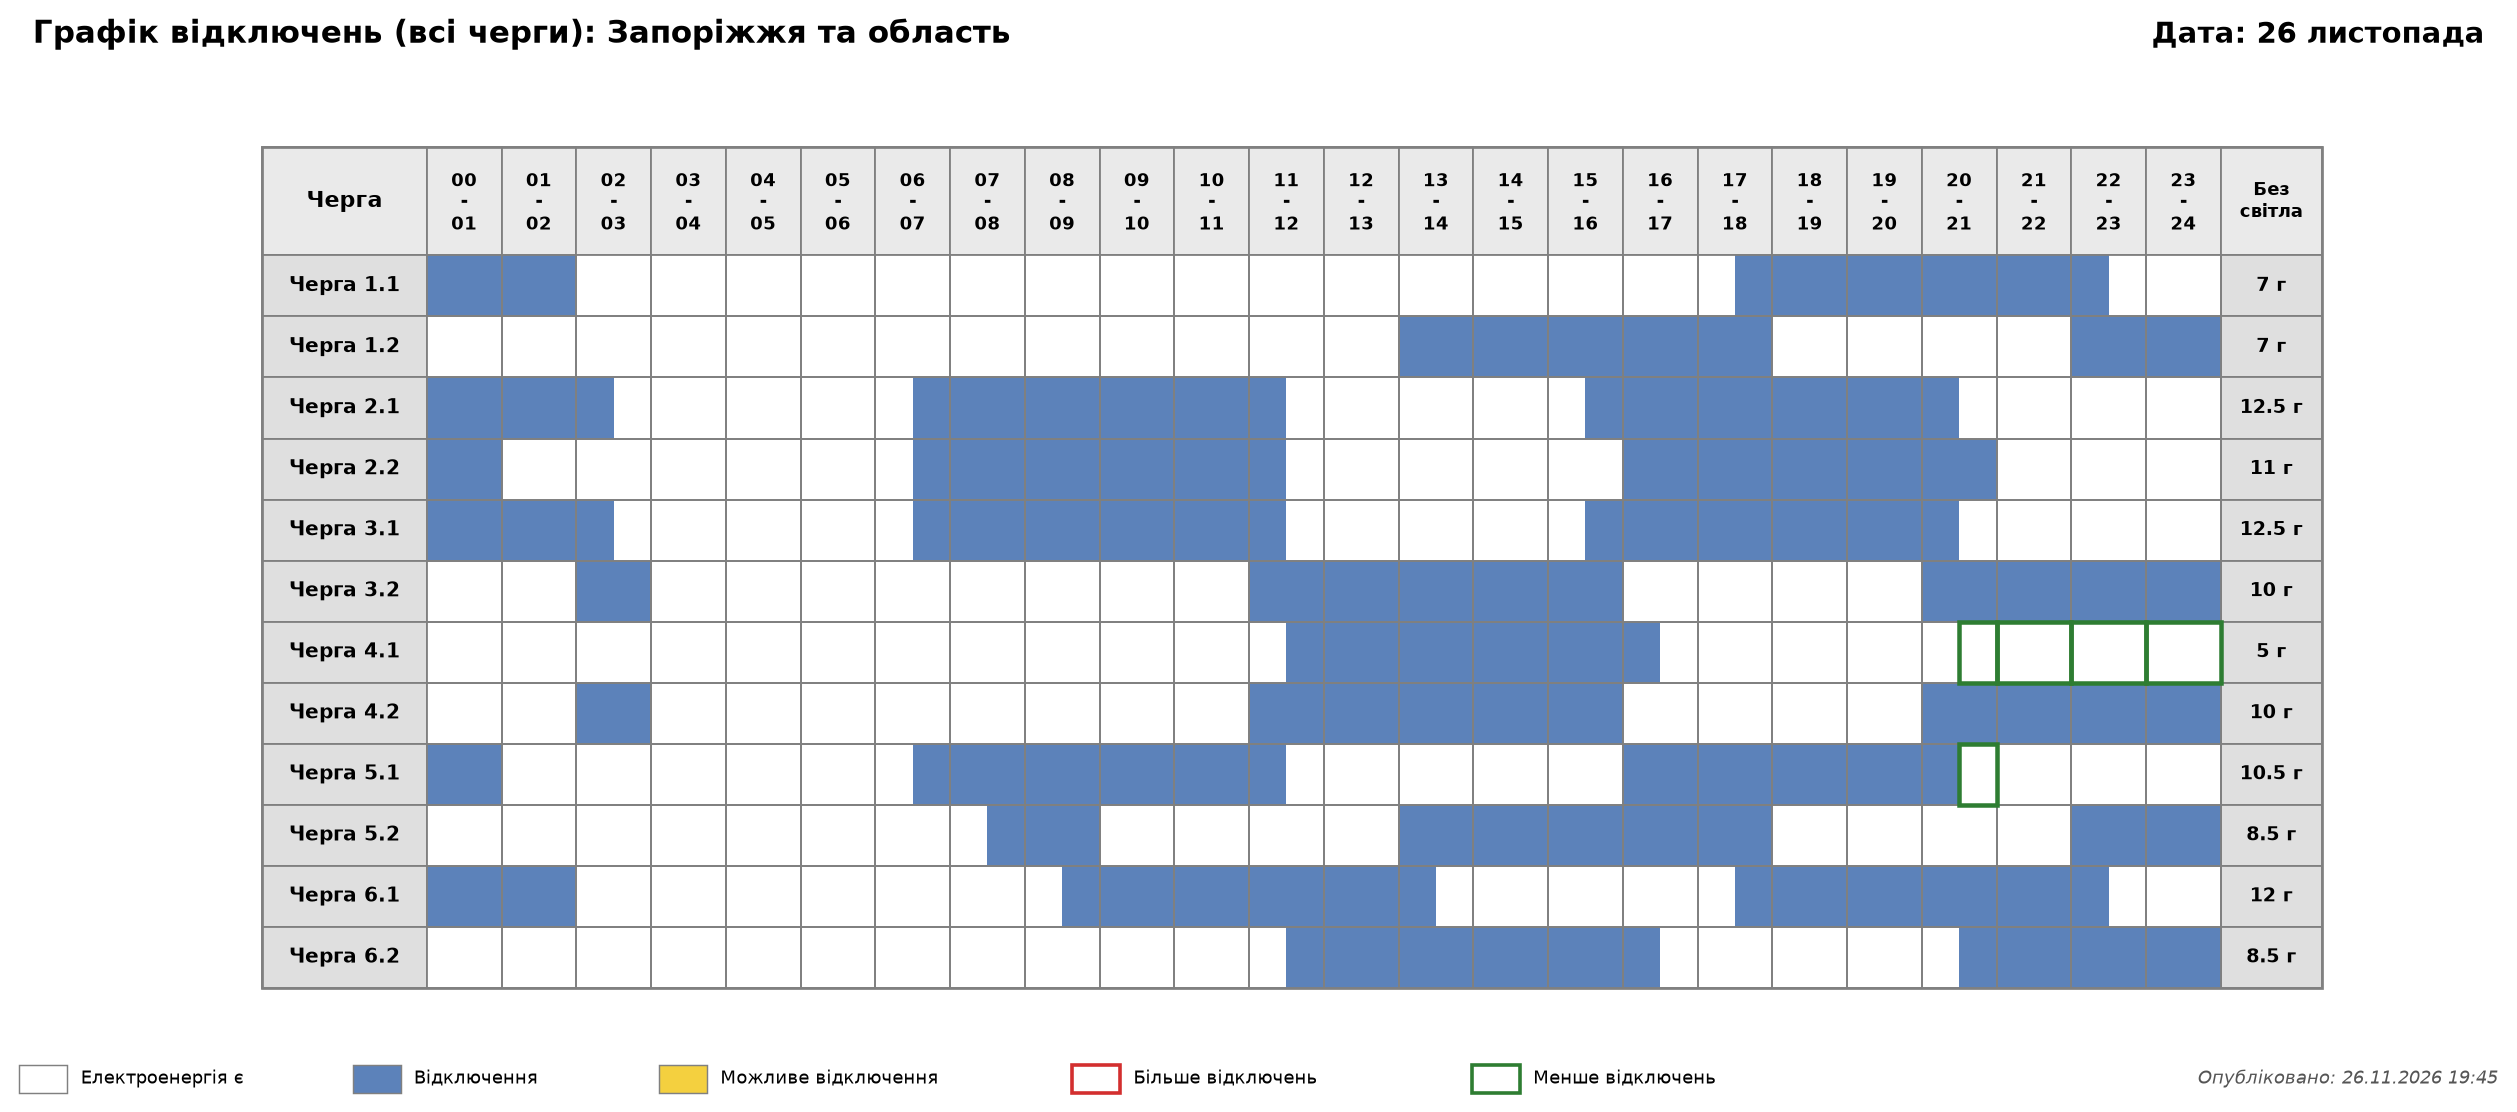 Графік відключень (всі черги): Запоріжжя та область
Дата: 26 листопада
Черга 00 - 01 01 - 02 02 - 03 03 - 04 04 - 05 05 - 06 06 - 07 07 - 08 08 - 09 09 - 10 10 - 11 11 - 12 12 - 13 13 - 14 14 - 15 15 - 16 16 - 17 17 - 18 18 - 19 19 - 20 20 - 21 21 - 22 22 - 23 23 - 24 Без світла
Черга 1.1 7 г
Черга 1.2 7 г
Черга 2.1 12.5 г
Черга 2.2 11 г
Черга 3.1 12.5 г
Черга 3.2 10 г
Черга 4.1 5 г
Черга 4.2 10 г
Черга 5.1 10.5 г
Черга 5.2 8.5 г
Черга 6.1 12 г
Черга 6.2 8.5 г
Електроенергія є Відключення Можливе відключення Більше відключень Менше відключень
Опубліковано: 26.11.2026 19:45